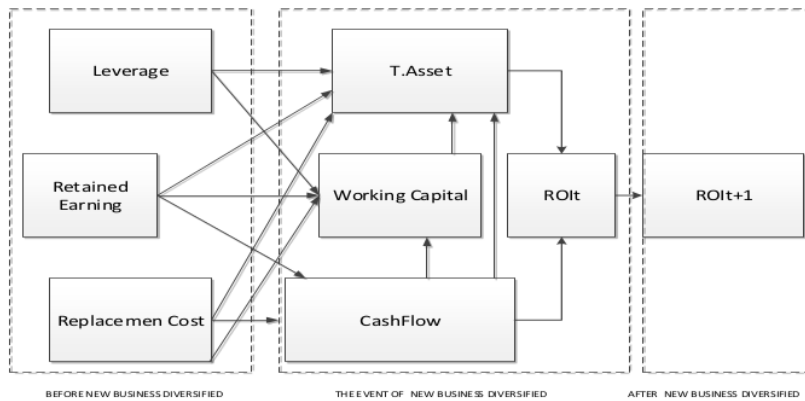 Leverage
T.Asset
Retained
Earning
Working Capital
ROIt
ROIt+1
Replacemen Cost
CashFlow
BEFORE NEW BUSINESS DIVERSIFIED
THE EVENT OF NEW BUSINESS DIVERSIFIED
AFTER NEW BUSINESS DIVERSIFIED